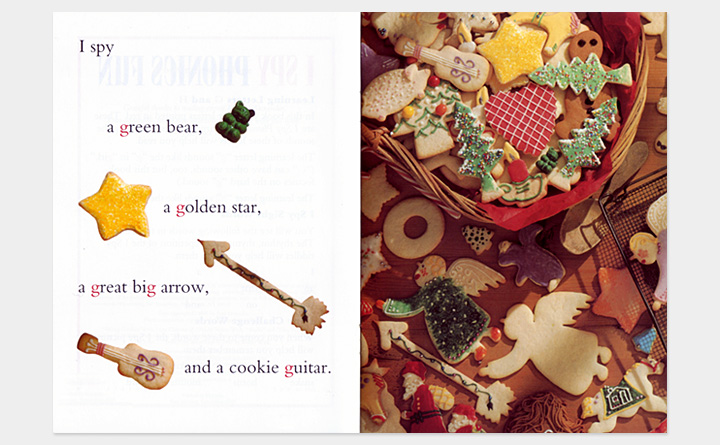 I spy
a green bear,
a golden star,
a great big arrow,
and a cookie guitar.